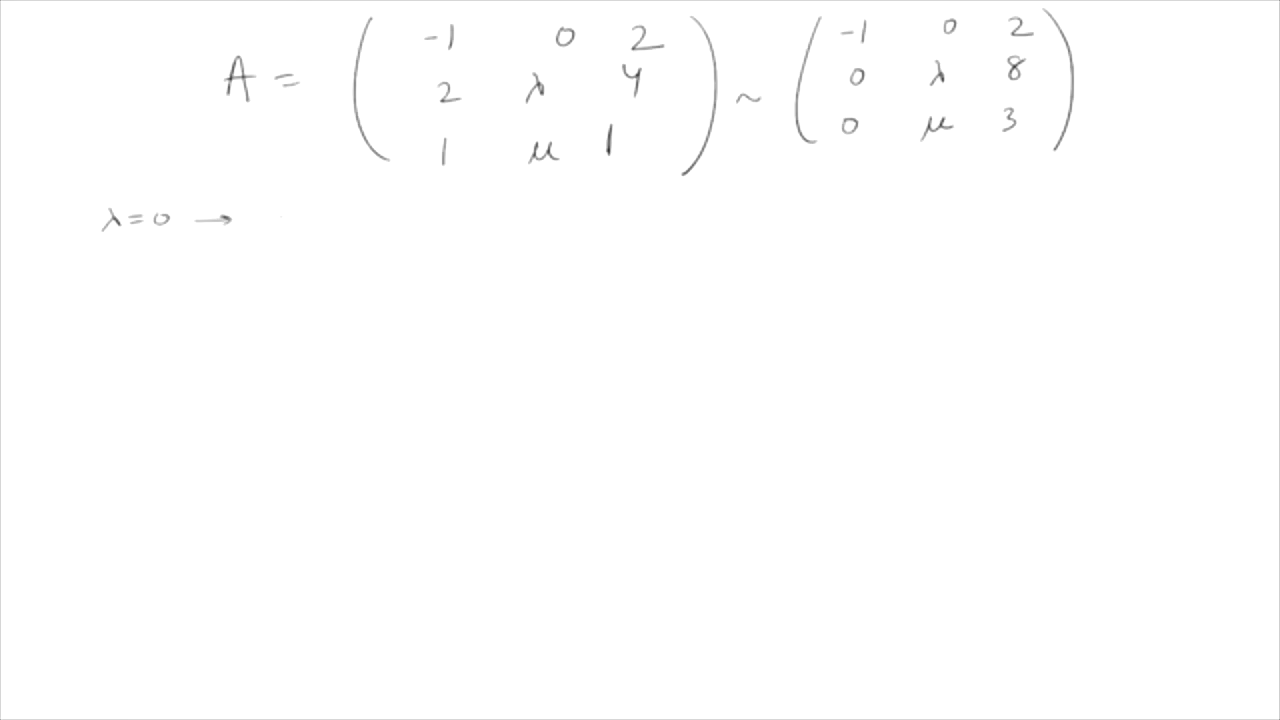 A = ( -1 0 2 ) ~ ( -1 0 2 )
( 2 λ 4 ) ( 0 λ 8 )
( 1 μ 1 ) ( 0 μ 3 )
λ = 0 →